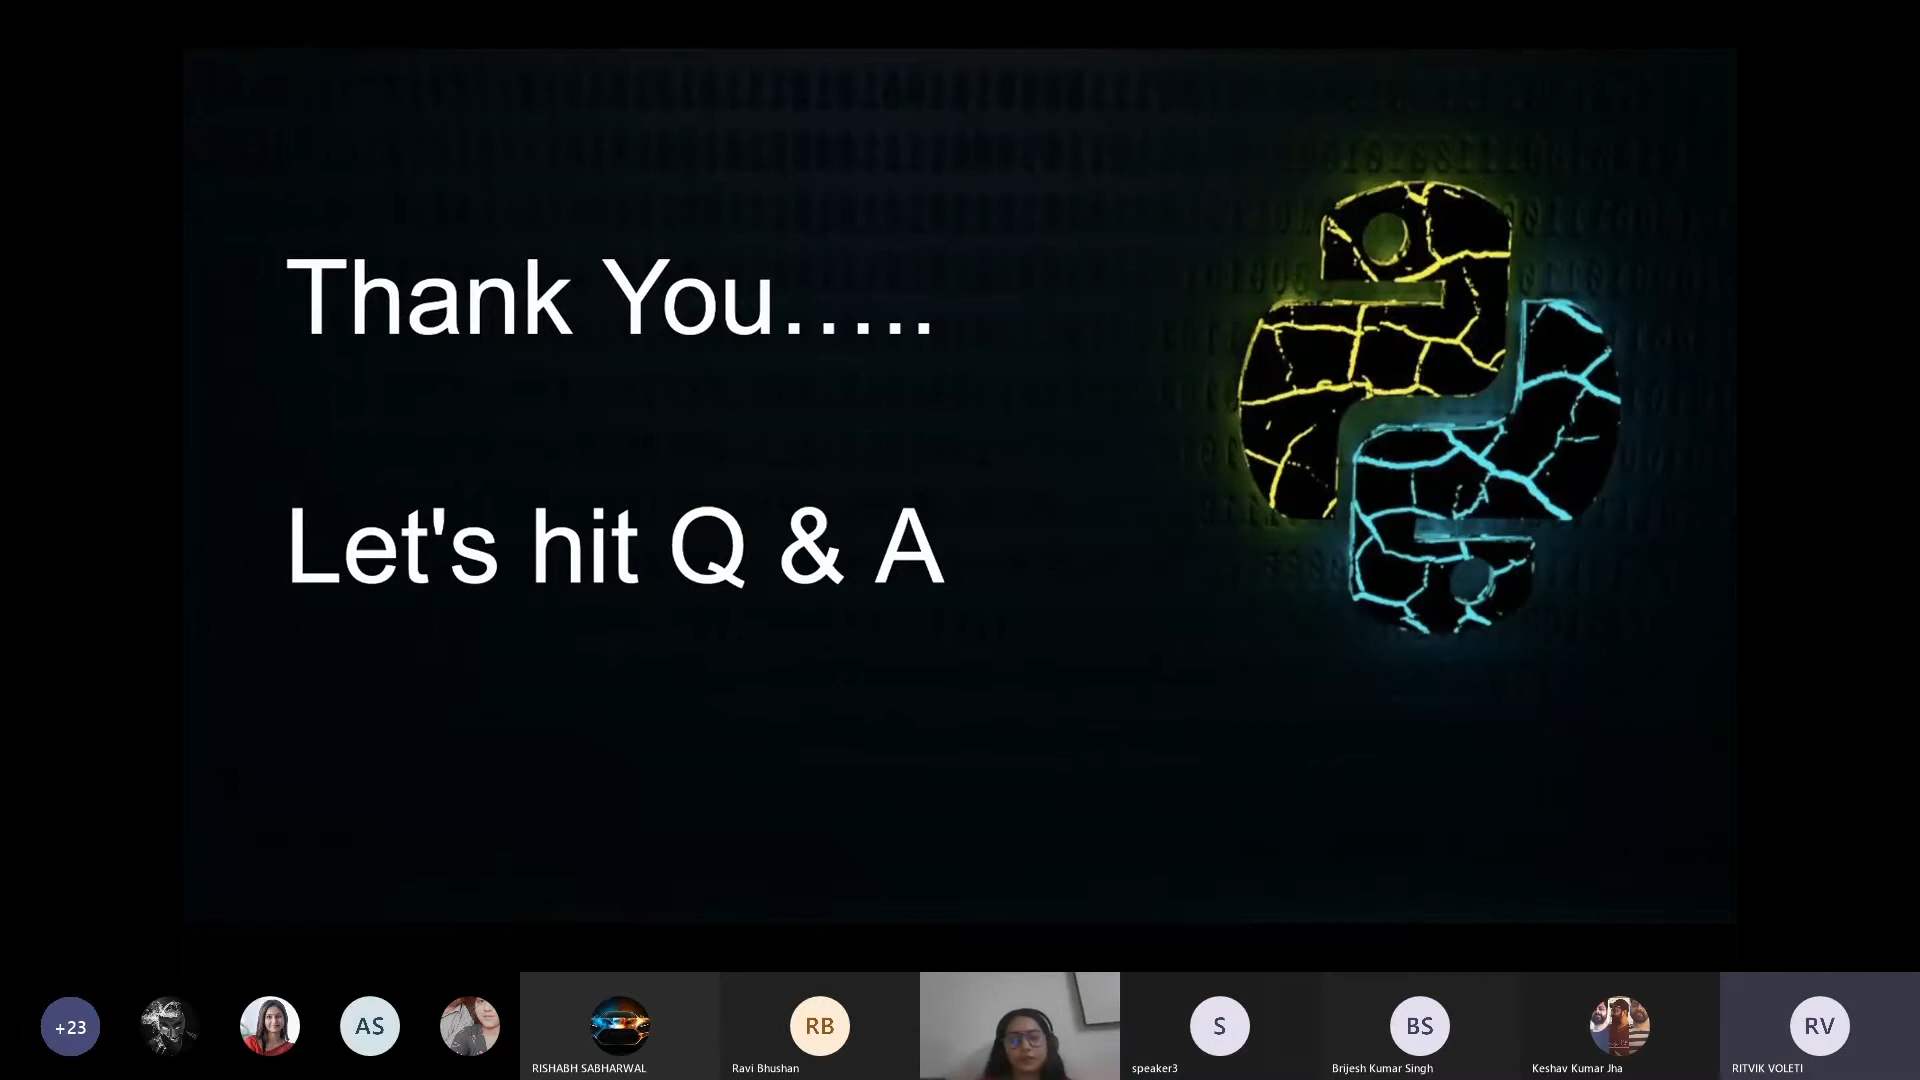 Thank You.....
Let's hit Q & A
+23
AS
RB
S
BS
RV
RISHABH SABHARWAL
Ravi Bhushan
speaker3
Brijesh Kumar Singh
Keshav Kumar Jha
RITVIK VOLETI